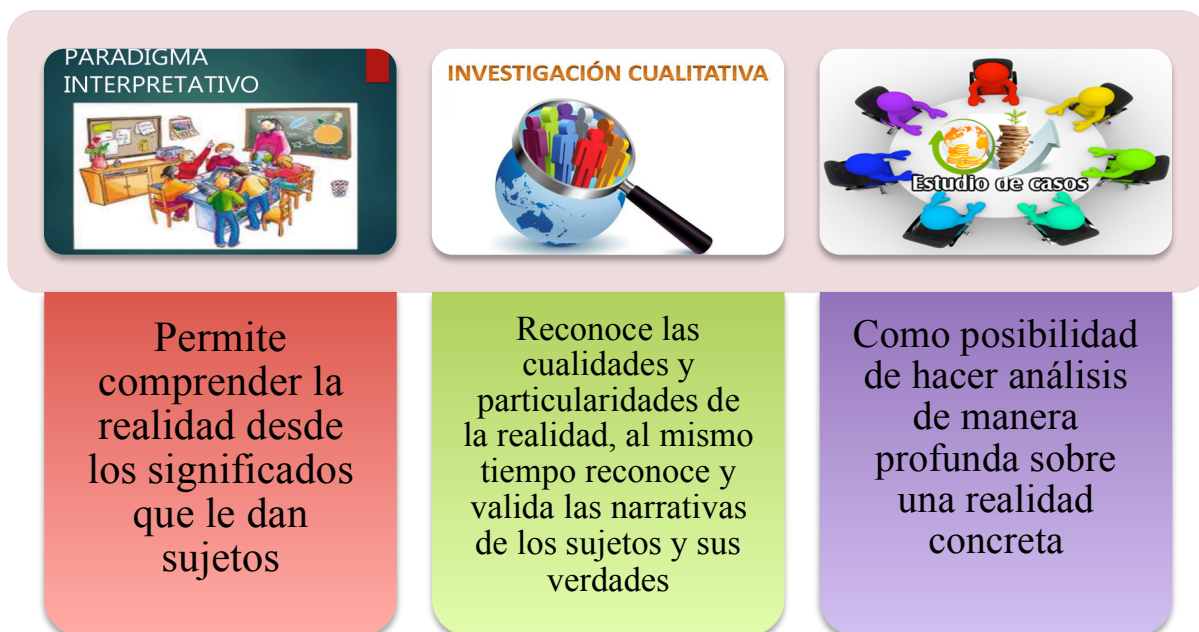 PARADIGMA
INTERPRETATIVO
Permite
comprender la
realidad desde
los significados
que le dan
sujetos
INVESTIGACIÓN CUALITATIVA
Reconoce las
cualidades y
particularidades de
la realidad, al mismo
tiempo reconoce y
valida las narrativas
de los sujetos y sus
verdades
Estudio de casos
Como posibilidad
de hacer análisis
de manera
profunda sobre
una realidad
concreta